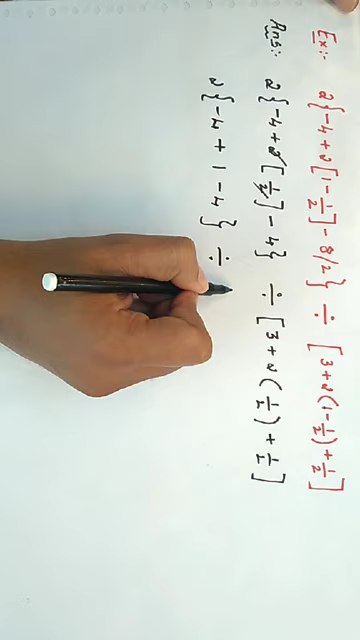 Ex:- 2{-4+2[1-1/2]-8/2} ÷ [3+2(1-1/2)+1/2]
Ans:- 2{-4+2[1/2]-4} ÷ [3+2(1/2)+1/2]
2{-4+1-4} ÷